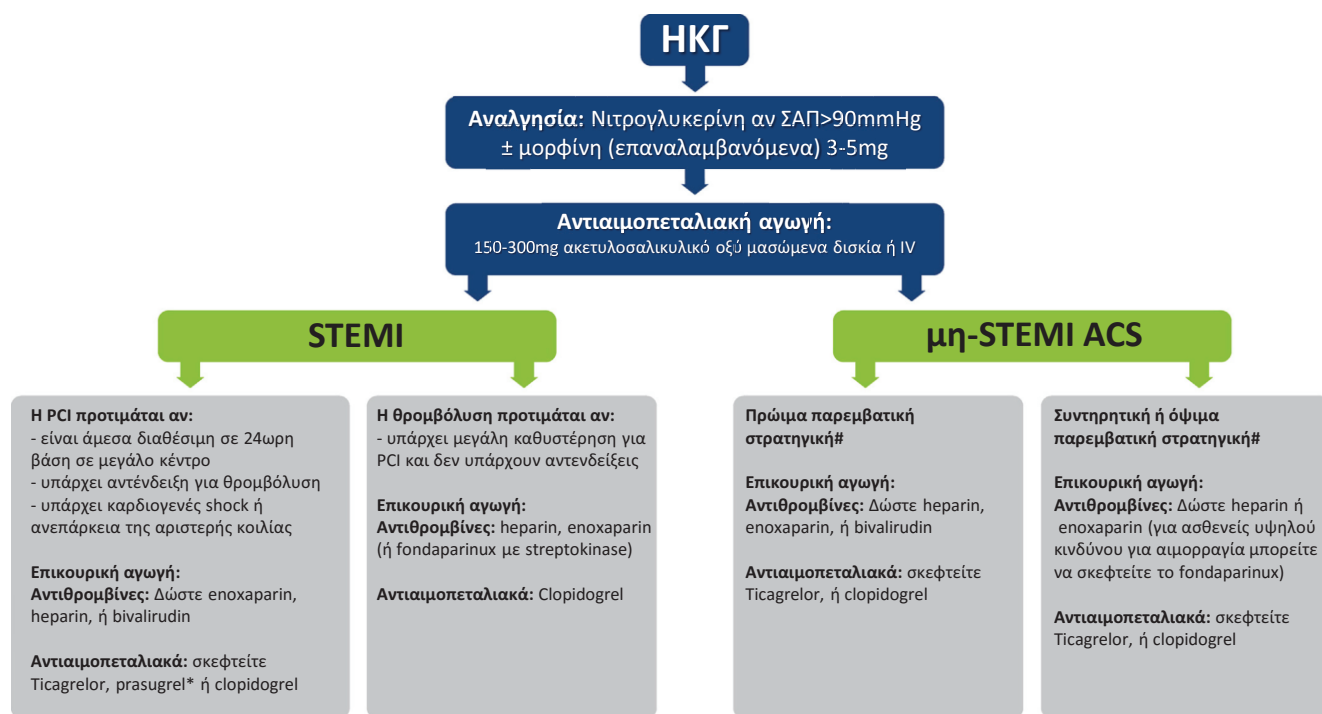 ΗΚΓ
Αναλγησία: Νιτρογλυκερίνη αν ΣΑΠ>90mmHg
± μορφίνη (επαναλαμβανόμενα) 3-5mg
Αντιαιμοπεταλιακή αγωγή:
150-300mg ακετυλοσαλικυλικό οξύ μασώμενα δισκία ή IV
STEMI
Η PCI προτιμάται αν:
- είναι άμεσα διαθέσιμη σε 24ωρη
βάση σε μεγάλο κέντρο
- υπάρχει αντένδειξη για θρομβόλυση
- υπάρχει καρδιογενές shock ή
ανεπάρκεια της αριστερής κοιλίας
Επικουρική αγωγή:
Αντιθρομβίνες: Δώστε enoxaparin,
heparin, ή bivalirudin
Αντιαιμοπεταλιακά: σκεφτείτε
Ticagrelor, prasugrel* ή clopidogrel
Η θρομβόλυση προτιμάται αν:
- υπάρχει μεγάλη καθυστέρηση για
PCI και δεν υπάρχουν αντενδείξεις
Επικουρική αγωγή:
Αντιθρομβίνες: heparin, enoxaparin
(ή fondaparinux με streptokinase)
Αντιαιμοπεταλιακά: Clopidogrel
μη-STEMI ACS
Πρώιμα παρεμβατική
στρατηγική#
Επικουρική αγωγή:
Αντιθρομβίνες: Δώστε heparin,
enoxaparin, ή bivalirudin
Αντιαιμοπεταλιακά: σκεφτείτε
Ticagrelor, ή clopidogrel
Συντηρητική ή όψιμα
παρεμβατική στρατηγική#
Επικουρική αγωγή:
Αντιθρομβίνες: Δώστε heparin ή
enoxaparin (για ασθενείς υψηλού
κινδύνου για αιμορραγία μπορείτε
να σκεφτείτε το fondaparinux)
Αντιαιμοπεταλιακά: σκεφτείτε
Ticagrelor, ή clopidogrel